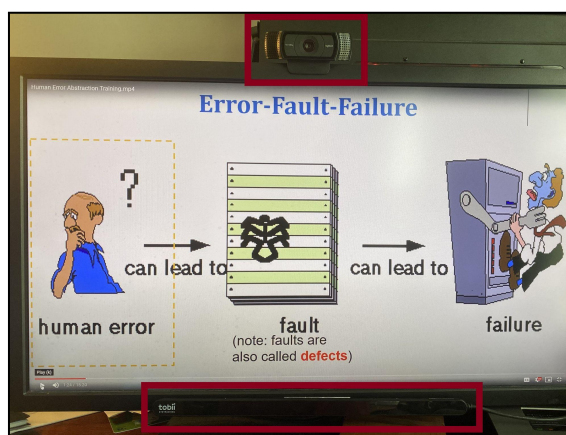 Human Error Abstraction Training.mp4
Error-Fault-Failure
?
can lead to
can lead to
human error
fault
failure
(note: faults are
also called defects)
Play (k)
tobii